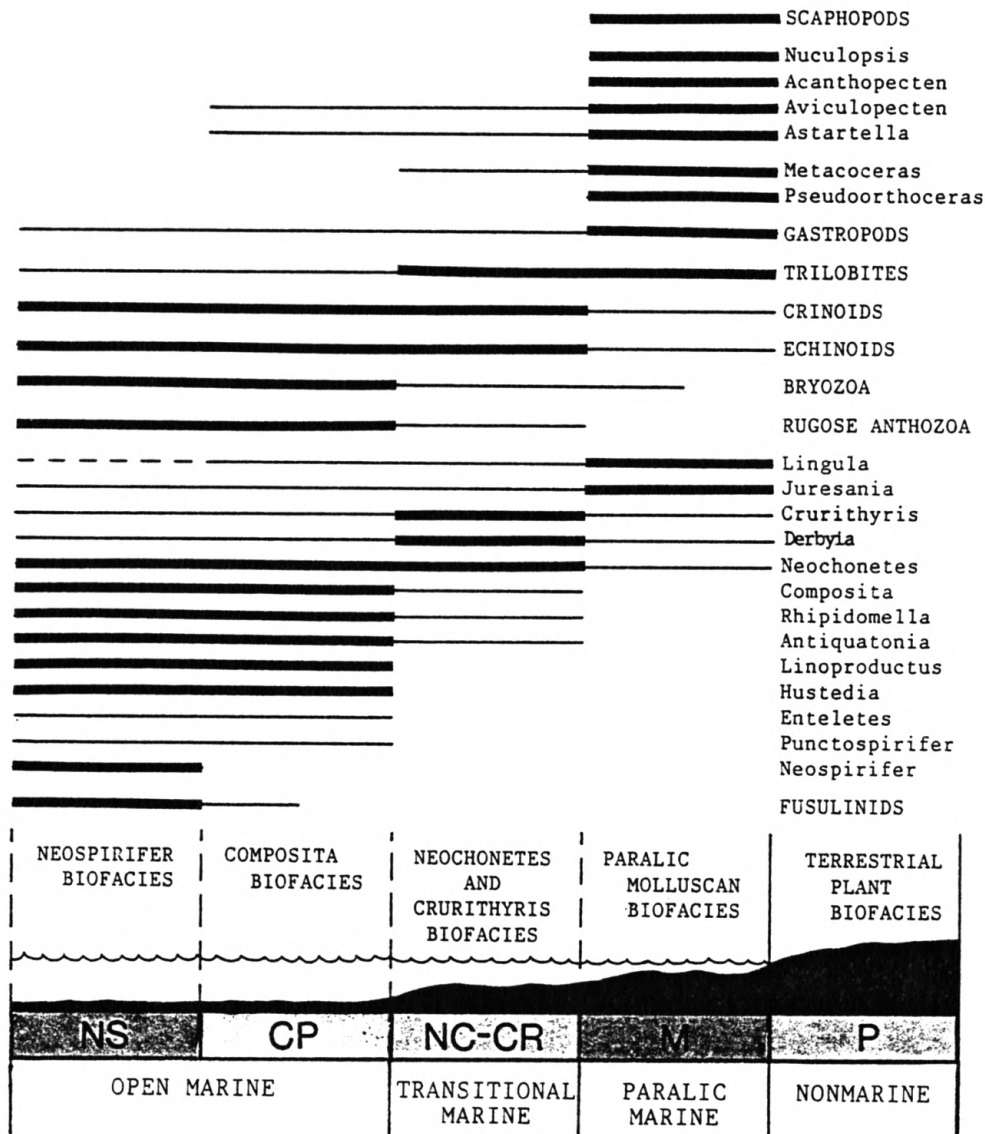 SCAPHOPODS
Nuculopsis
Acanthopecten
Aviculopecten
Astartella
Metacoceras
Pseudoorthoceras
GASTROPODS
TRILOBITES
CRINOIDS
ECHINOIDS
BRYOZOA
RUGOSE ANTHOZOA
Lingula
Juresania
Crurithyris
Derbyia
Neochonetes
Composita
Rhipidomella
Antiquatonia
Linoproductus
Hustedia
Enteletes
Punctospirifer
Neospirifer
FUSULINIDS
NEOSPIRIFER
BIOFACIES
COMPOSITA
BIOFACIES
NEOCHONETES
AND
CRURITHYRIS
BIOFACIES
PARALIC
MOLLUSCAN
BIOFACIES
TERRESTRIAL
PLANT
BIOFACIES
NS
CP
NC-CR
M
P
OPEN MARINE
TRANSITIONAL
MARINE
PARALIC
MARINE
NONMARINE